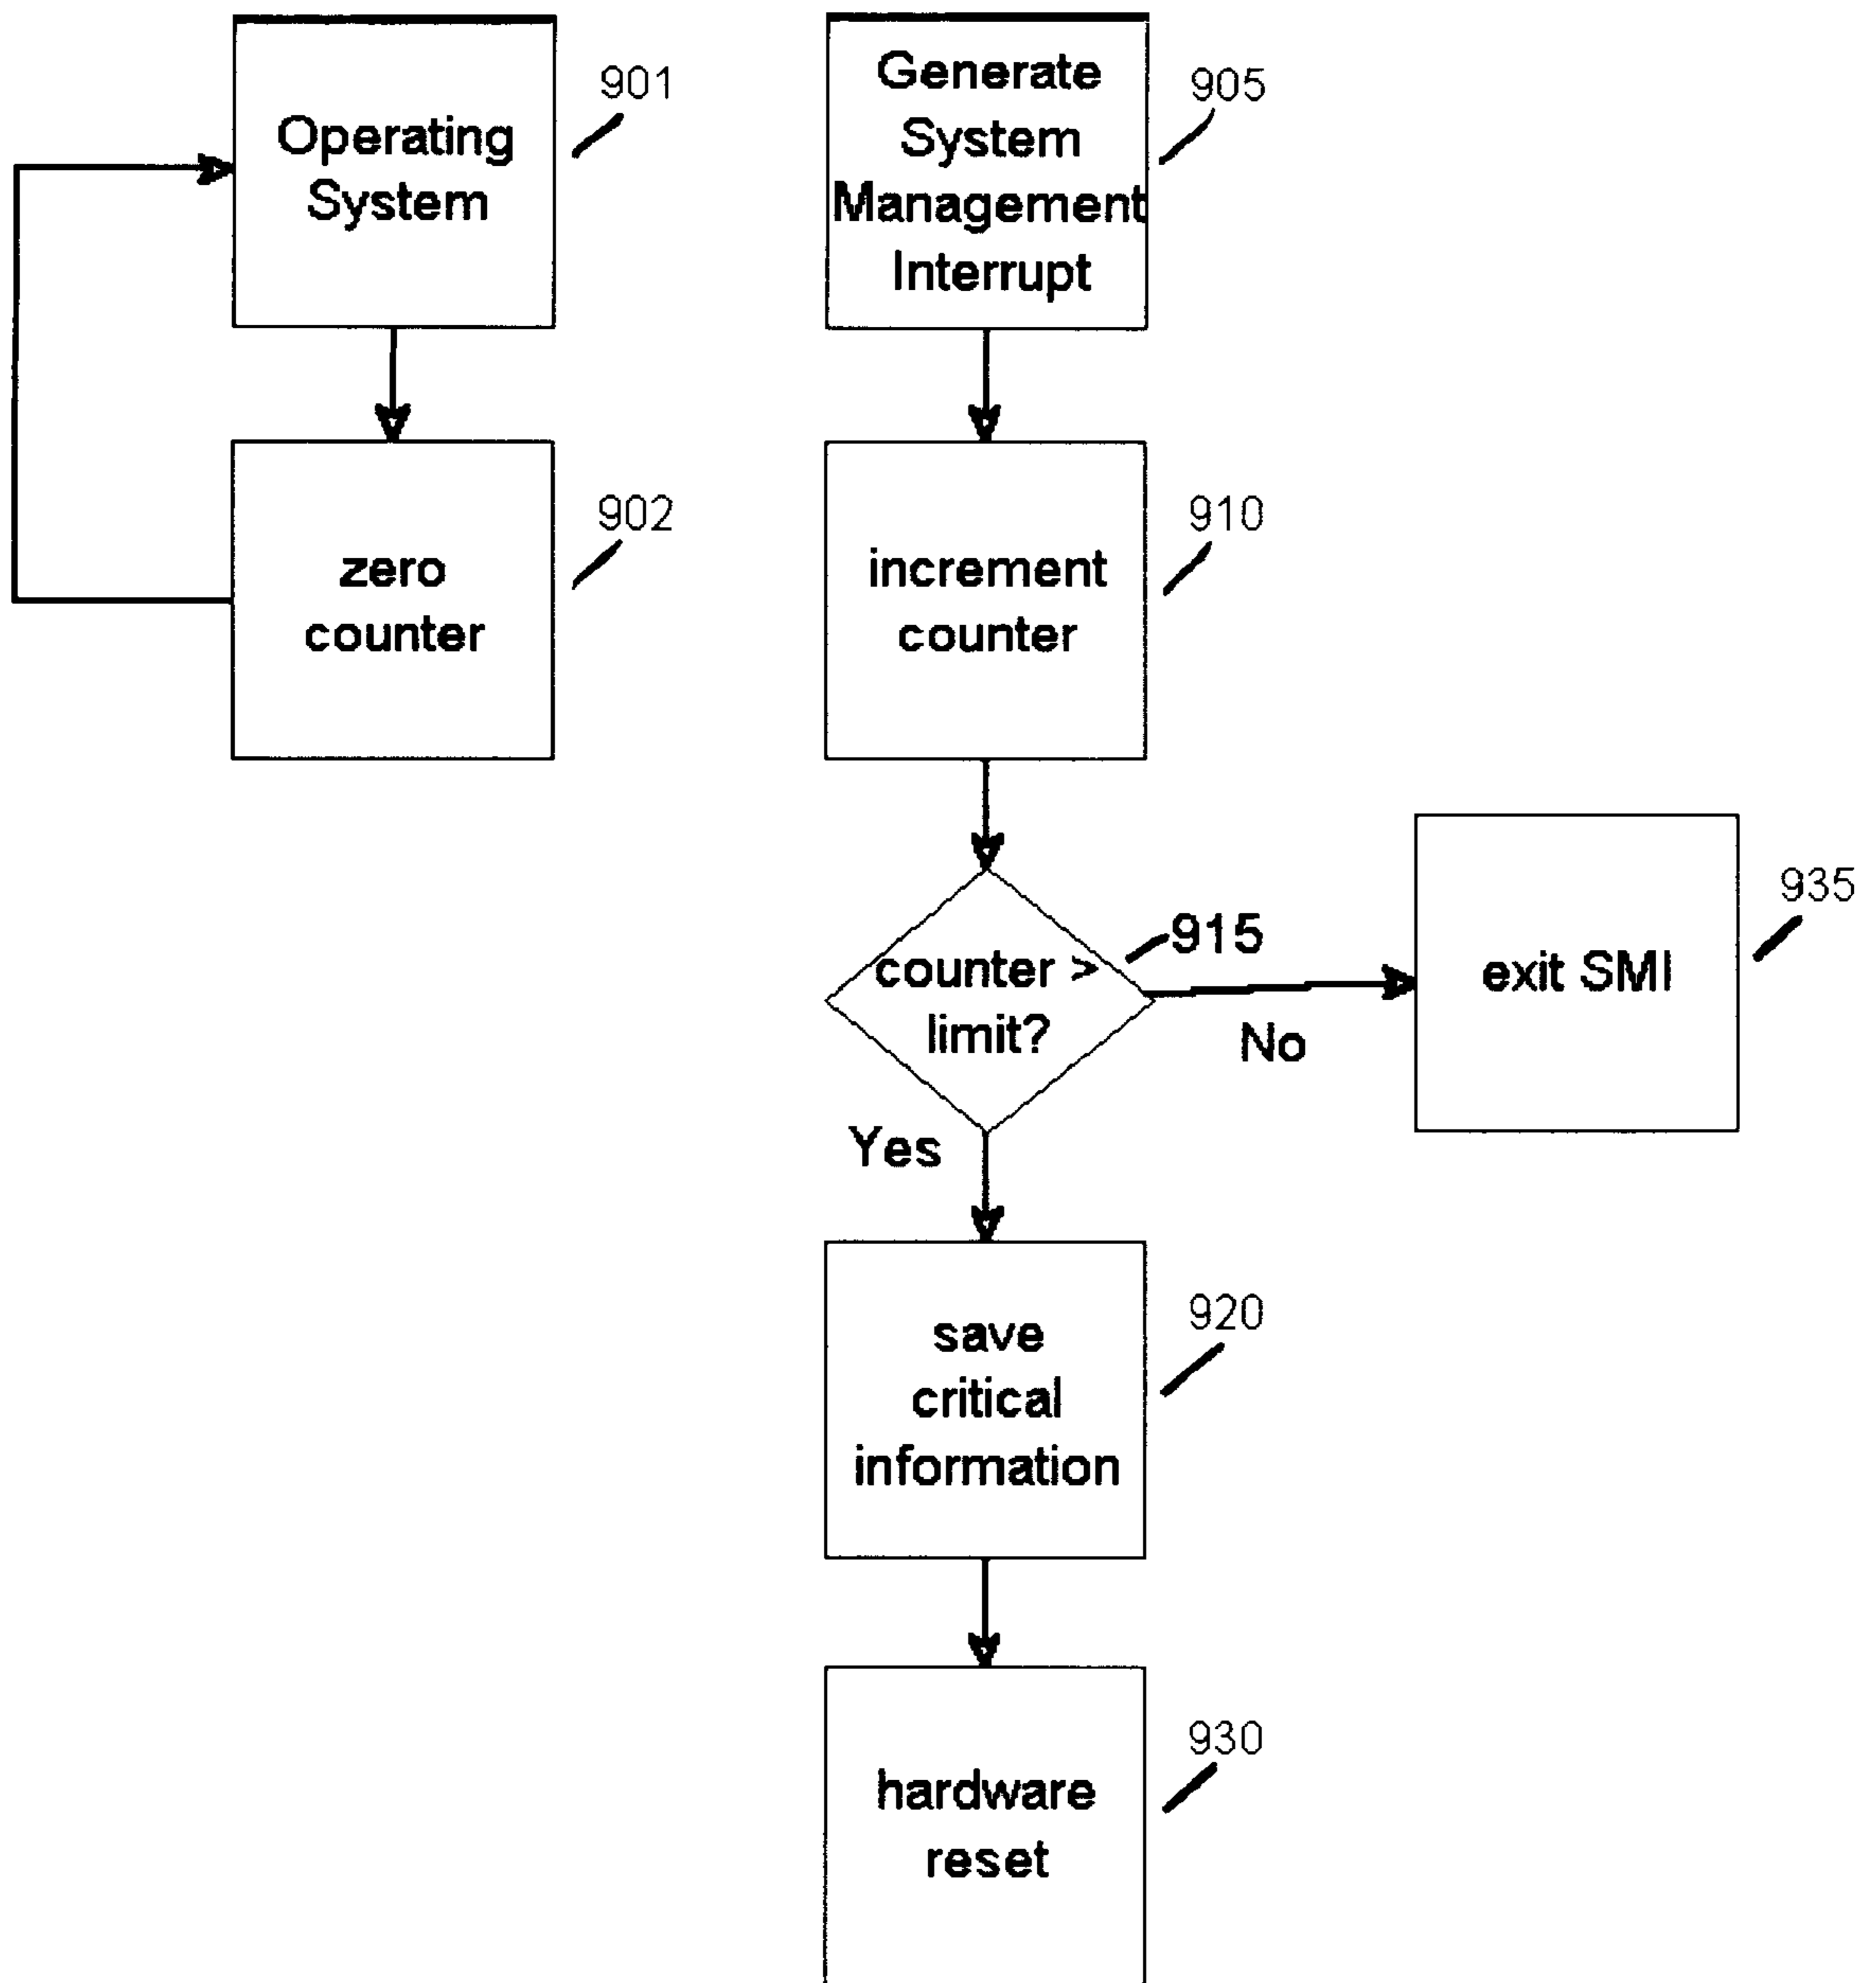 Operating
System
901
zero
counter
902
Generate
System
Management
Interrupt
905
increment
counter
910
counter >
limit?
915
No
exit SMI
935
Yes
save
critical
information
920
hardware
reset
930